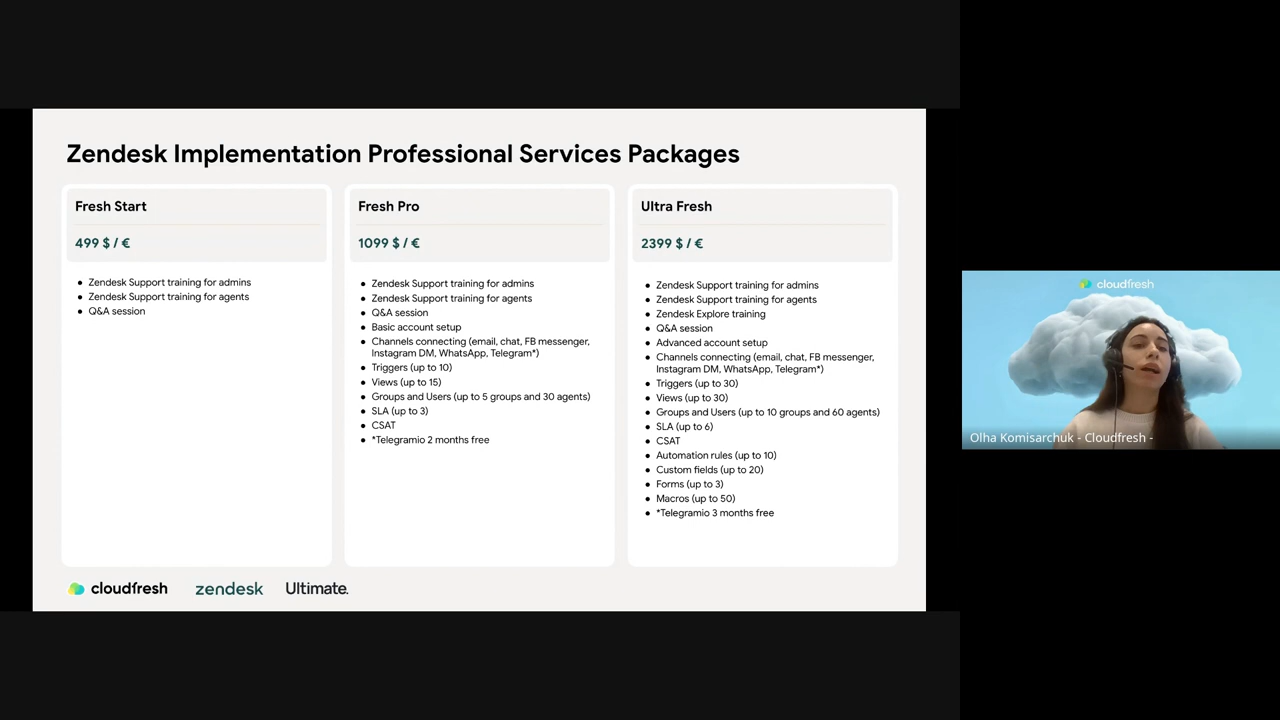 Zendesk Implementation Professional Services Packages
Fresh Start
499 $ / €
• Zendesk Support training for admins
• Zendesk Support training for agents
• Q&A session
Fresh Pro
1099 $ / €
• Zendesk Support training for admins
• Zendesk Support training for agents
• Q&A session
• Basic account setup
• Channels connecting (email, chat, FB messenger,
Instagram DM, WhatsApp, Telegram*)
• Triggers (up to 10)
• Views (up to 15)
• Groups and Users (up to 5 groups and 30 agents)
• SLA (up to 3)
• CSAT
• *Telegramio 2 months free
Ultra Fresh
2399 $ / €
• Zendesk Support training for admins
• Zendesk Support training for agents
• Zendesk Explore training
• Q&A session
• Advanced account setup
• Channels connecting (email, chat, FB messenger,
Instagram DM, WhatsApp, Telegram*)
• Triggers (up to 30)
• Views (up to 30)
• Groups and Users (up to 10 groups and 60 agents)
• SLA (up to 6)
• CSAT
• Automation rules (up to 10)
• Custom fields (up to 20)
• Forms (up to 3)
• Macros (up to 50)
• *Telegramio 3 months free
cloudfresh zendesk Ultimate.
cloudfresh
Olha Komisarchuk - Cloudfresh -